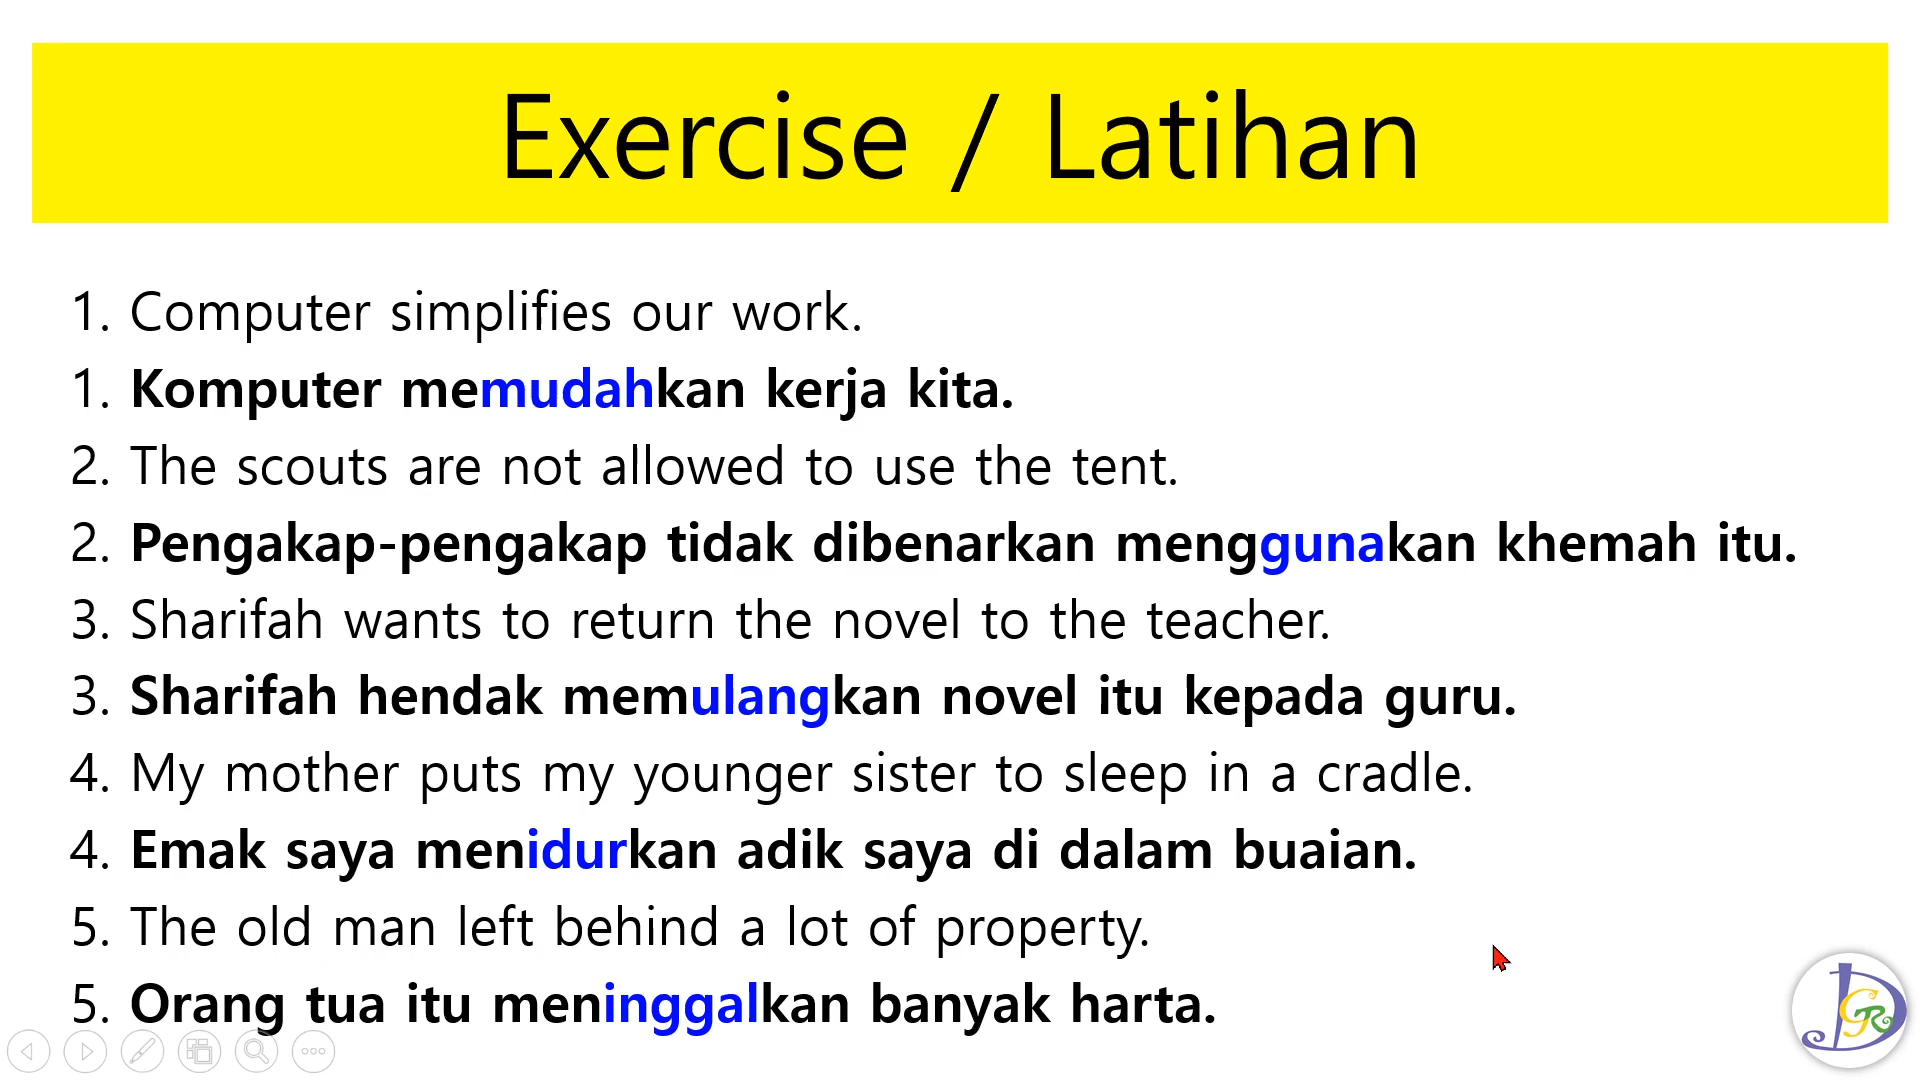 Exercise / Latihan
1. Computer simplifies our work.
1. Komputer memudahkan kerja kita.
2. The scouts are not allowed to use the tent.
2. Pengakap-pengakap tidak dibenarkan menggunakan khemah itu.
3. Sharifah wants to return the novel to the teacher.
3. Sharifah hendak memulangkan novel itu kepada guru.
4. My mother puts my younger sister to sleep in a cradle.
4. Emak saya menidurkan adik saya di dalam buaian.
5. The old man left behind a lot of property.
5. Orang tua itu meninggalkan banyak harta.
DGR